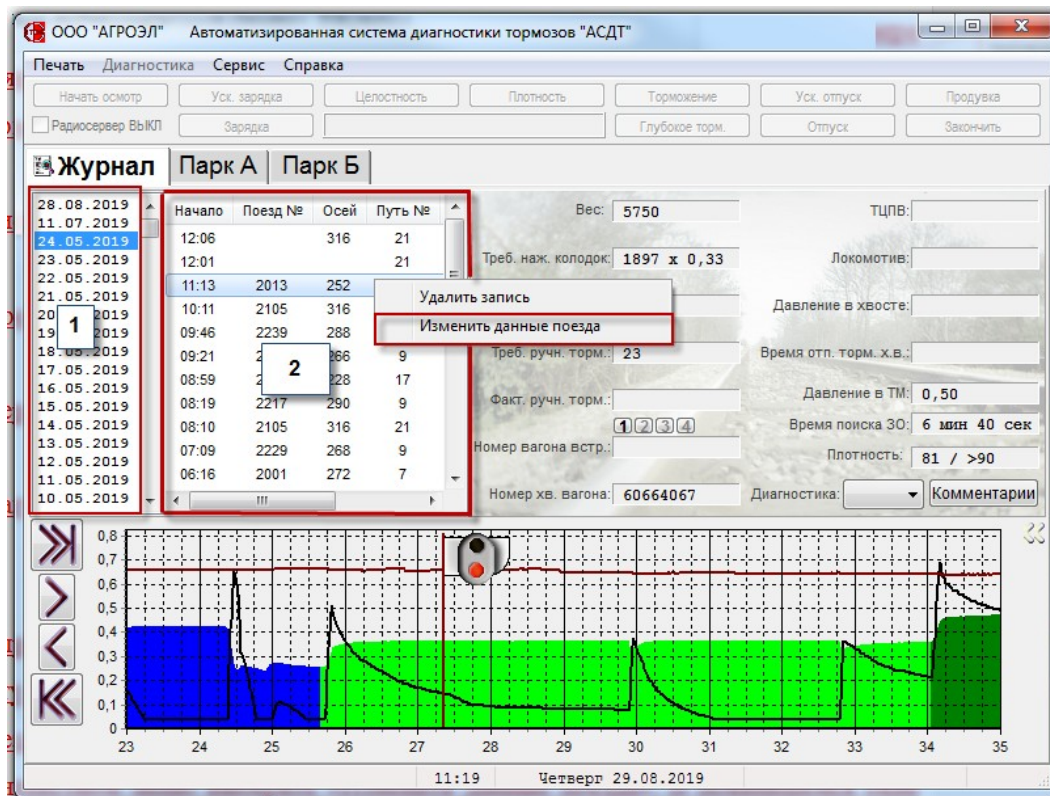 ООО "АГРОЭЛ" Автоматизированная система диагностики тормозов "АСДТ"
Печать Диагностика Сервис Справка
Начать осмотр Уск. зарядка Целостность Плотность Торможение Уск. отпуск Продувка
Радиосервер ВЫКЛ Зарядка Глубокое торм. Отпуск Закончить
Журнал Парк А Парк Б
28.08.2019
11.07.2019
24.05.2019
23.05.2019
22.05.2019
21.05.2019
20 2019
19 2019
18.05.2019
17.05.2019
16.05.2019
15.05.2019
14.05.2019
13.05.2019
12.05.2019
11.05.2019
10.05.2019
1
Начало Поезд № Осей Путь №
12:06 316 21
12:01 21
11:13 2013 252
10:11 2105 316
09:46 2239 288
09:21 2 266 9
08:59 2 228 17
08:19 2217 290 9
08:10 2105 316 21
07:09 2229 268 9
06:16 2001 272 7
2
Удалить запись
Изменить данные поезда
Вес: 5750
Треб. наж. колодок: 1897 x 0,33
Треб. ручн. торм.: 23
Факт. ручн. торм.:
1 2 3 4
Номер вагона встр.:
Номер хв. вагона: 60664067
ТЦПВ:
Локомотив:
Давление в хвосте:
Время отп. торм. х.в.:
Давление в ТМ: 0,50
Время поиска ЗО: 6 мин 40 сек
Плотность: 81 / >90
Диагностика: Комментарии
0,8
0,7
0,6
0,5
0,4
0,3
0,2
0,1
0
23 24 25 26 27 28 29 30 31 32 33 34 35
11:19 Четверг 29.08.2019